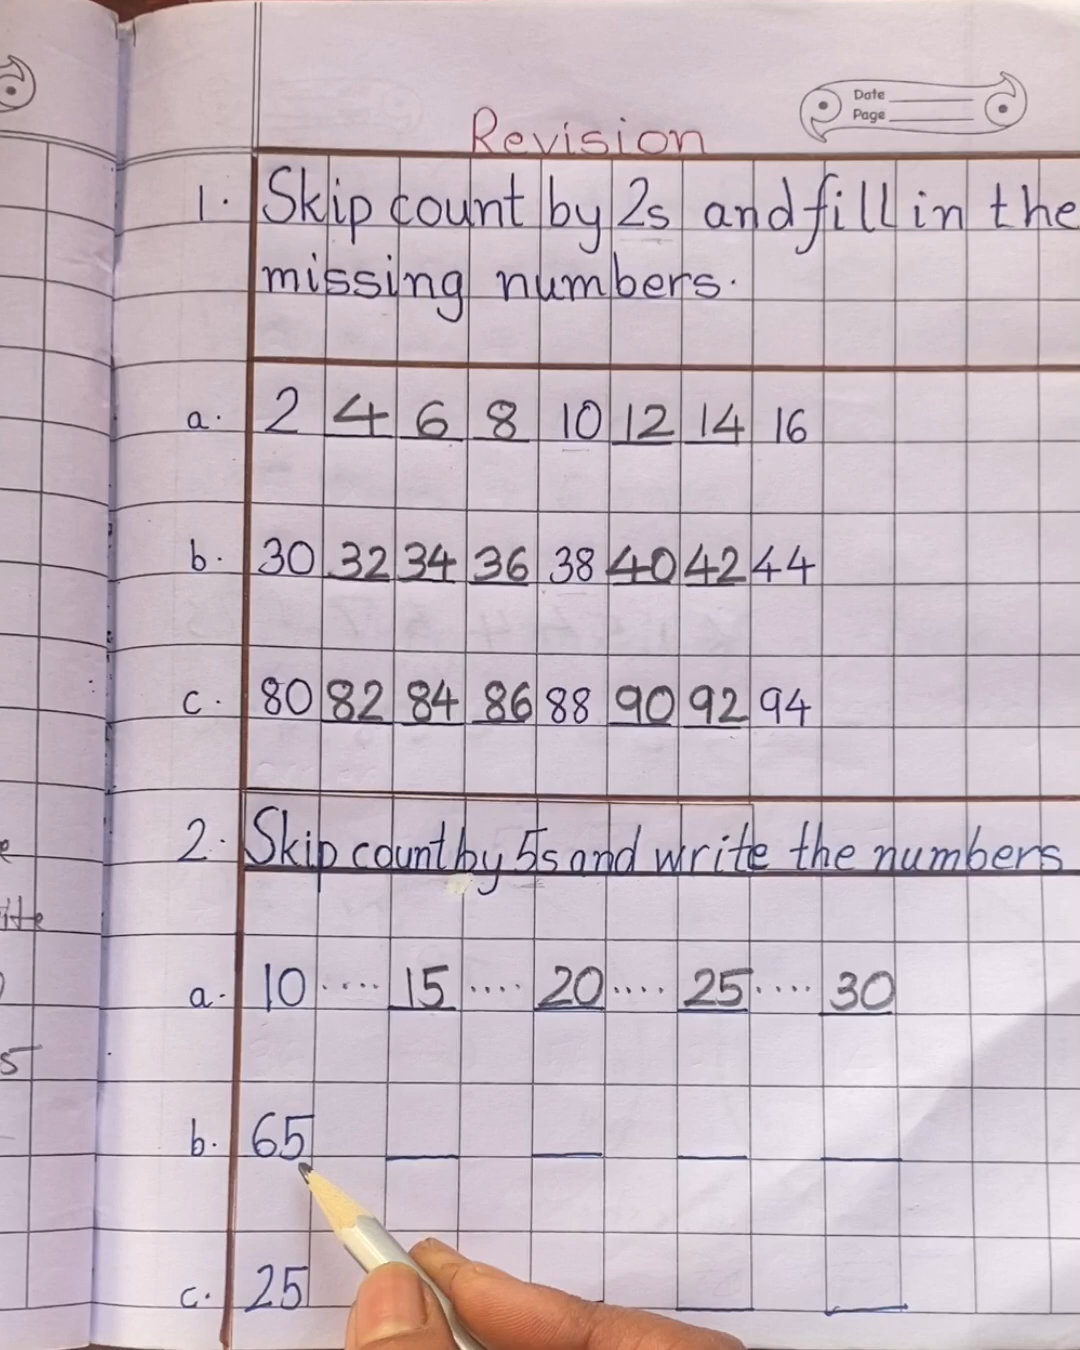 Date
Page
Revision
1. Skip count by 2s and fill in the
missing numbers.
a. 2 4 6 8 10 12 14 16
b. 30 32 34 36 38 40 42 44
c. 80 82 84 86 88 90 92 94
2. Skip count by 5s and write the numbers
a. 10 .... 15 .... 20 .... 25 .... 30
b. 65
c. 25
5